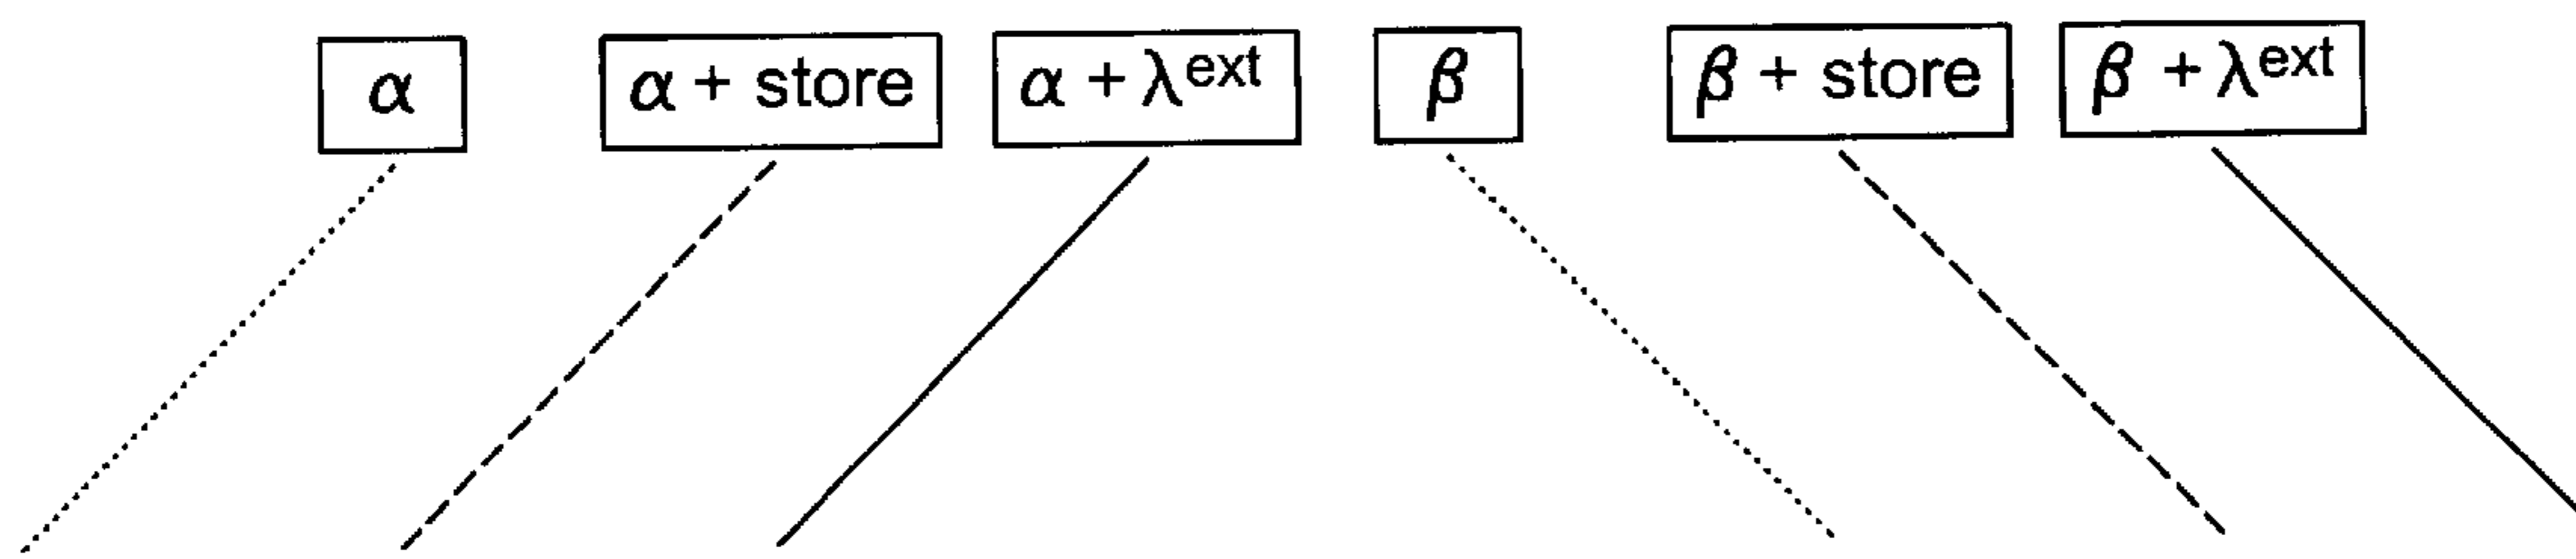 α α + store α + λ^ext β β + store β + λ^ext